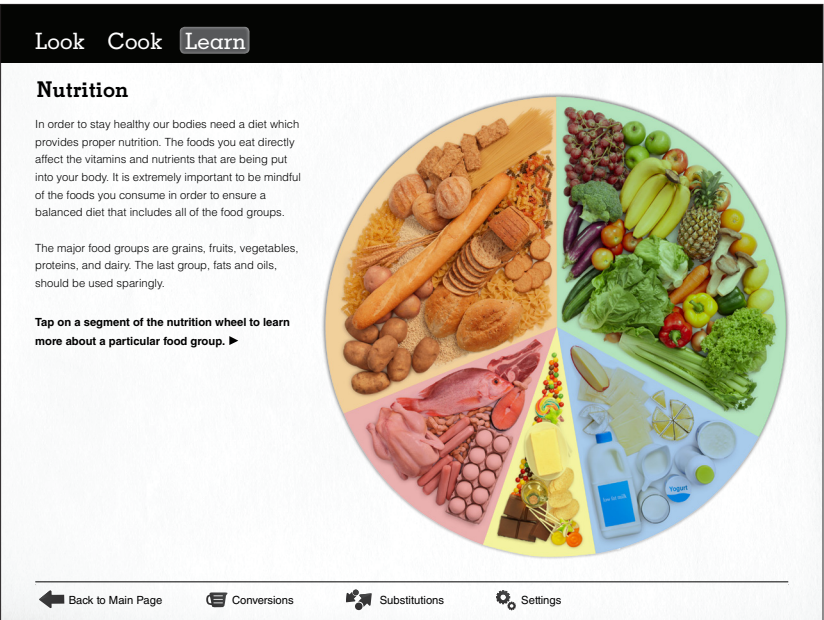 Look Cook Learn
Nutrition
In order to stay healthy our bodies need a diet which
provides proper nutrition. The foods you eat directly
affect the vitamins and nutrients that are being put
into your body. It is extremely important to be mindful
of the foods you consume in order to ensure a
balanced diet that includes all of the food groups.
The major food groups are grains, fruits, vegetables,
proteins, and dairy. The last group, fats and oils,
should be used sparingly.
Tap on a segment of the nutrition wheel to learn
more about a particular food group.
low-fat milk
Yogurt
Back to Main Page Conversions Substitutions Settings